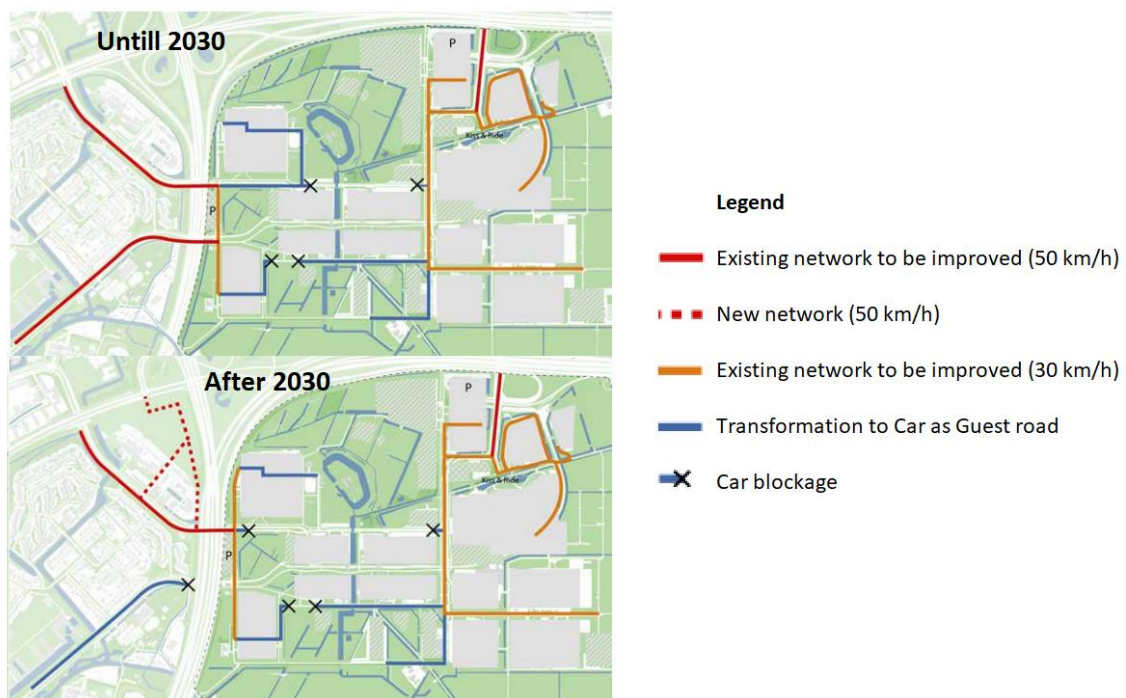 Untill 2030
P
Kiss & Ride
P
After 2030
P
Kiss & Ride
P
Legend
Existing network to be improved (50 km/h)
New network (50 km/h)
Existing network to be improved (30 km/h)
Transformation to Car as Guest road
Car blockage